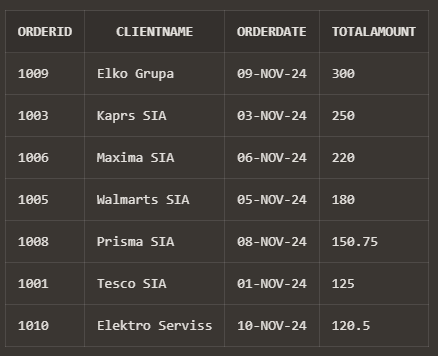 ORDERID CLIENTNAME ORDERDATE TOTALAMOUNT
1009 Elko Grupa 09-NOV-24 300
1003 Kaprs SIA 03-NOV-24 250
1006 Maxima SIA 06-NOV-24 220
1005 Walmarts SIA 05-NOV-24 180
1008 Prisma SIA 08-NOV-24 150.75
1001 Tesco SIA 01-NOV-24 125
1010 Elektro Serviss 10-NOV-24 120.5